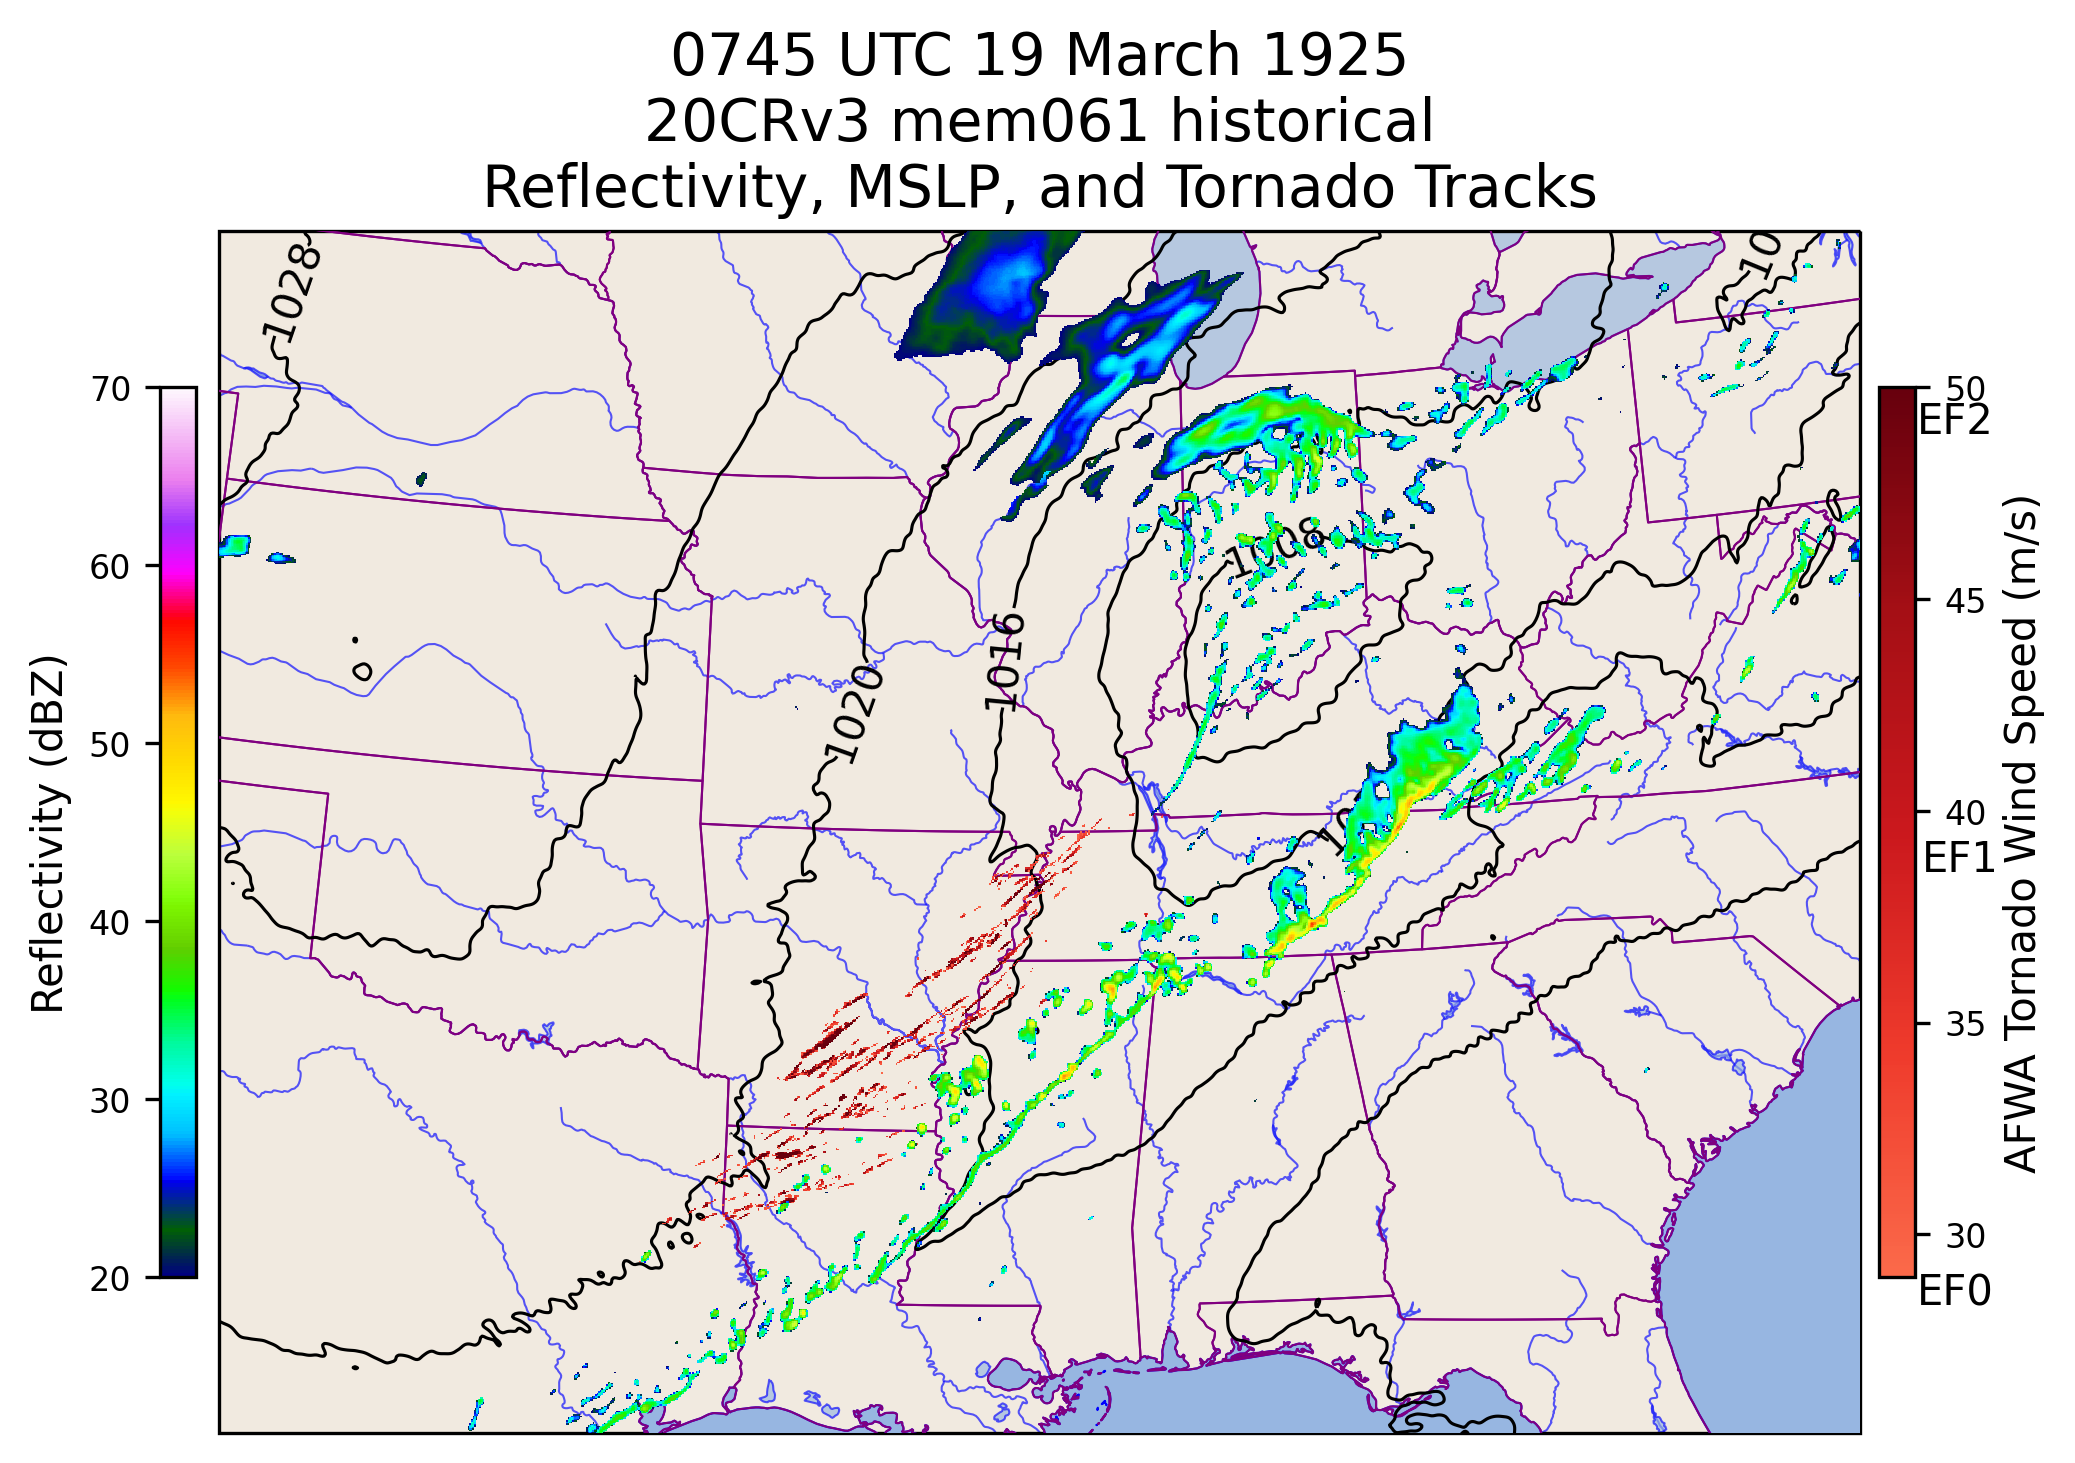 0745 UTC 19 March 1925
20CRv3 mem061 historical
Reflectivity, MSLP, and Tornado Tracks
1028
10
1008
1016
1020
10
Reflectivity (dBZ)
70
60
50
40
30
20
50
EF2
45
40
EF1
35
30
EF0
AFWA Tornado Wind Speed (m/s)